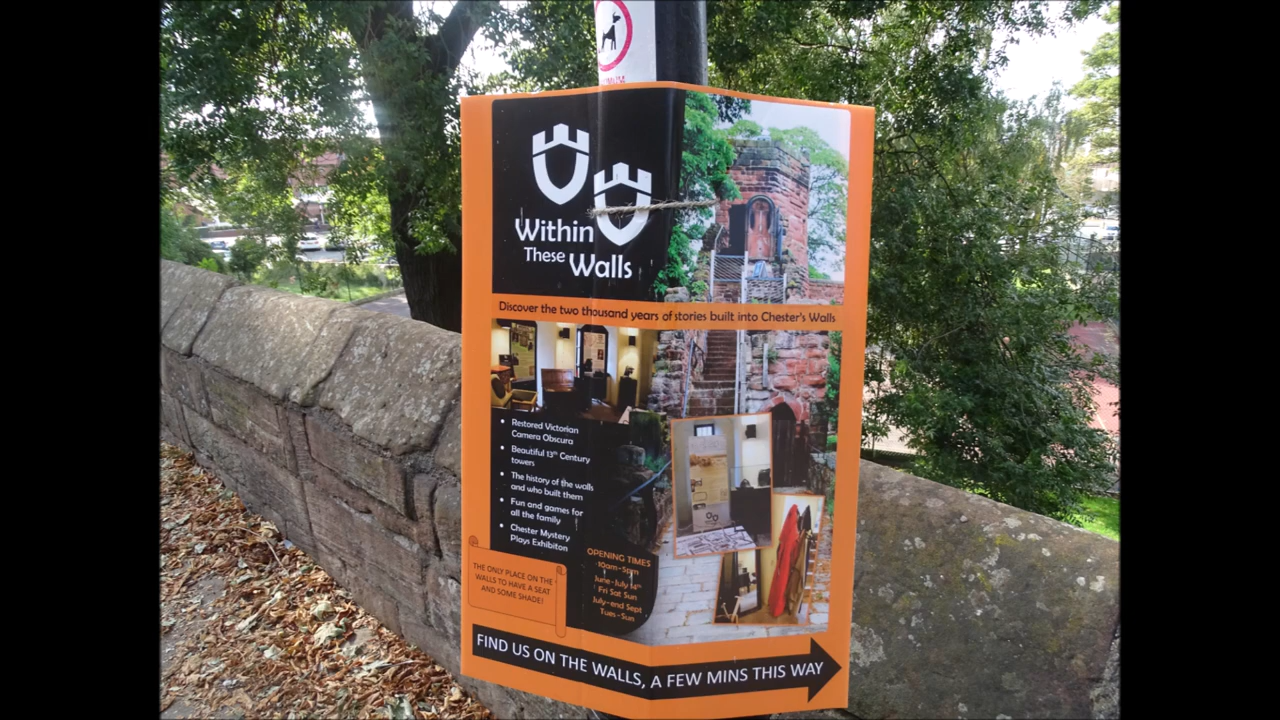 Within
These Walls
Discover the two thousand years of stories built into Chester's Walls
• Restored Victorian
Camera Obscura
• Beautiful 13th Century
towers
• The history of the walls
and who built them
• Fun and games for
all the family
• Chester Mystery
Plays Exhibiton
THE ONLY PLACE ON THE
WALLS TO HAVE A SEAT
AND SOME SHADE!
OPENING TIMES
10am-5pm
June-July 14th
Fri Sat Sun
July-end Sept
Tues-Sun
FIND US ON THE WALLS, A FEW MINS THIS WAY